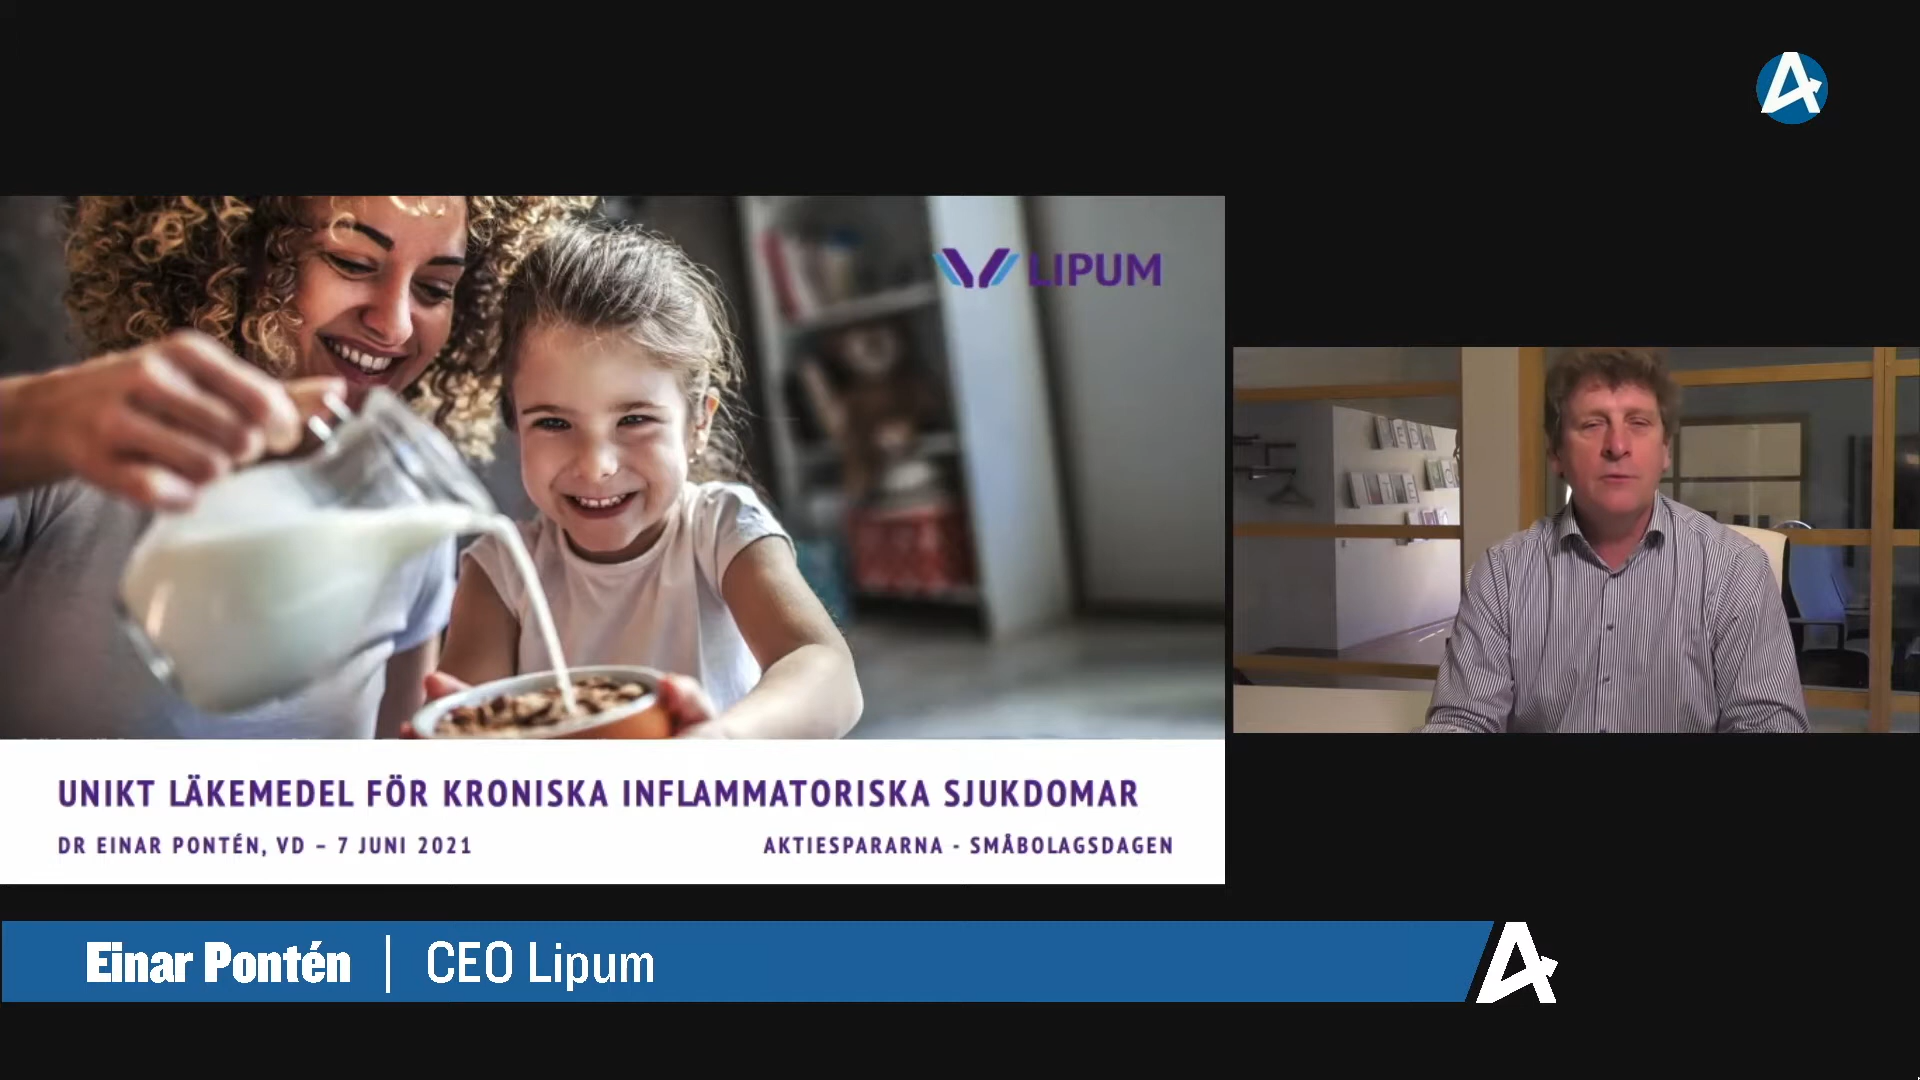 LIPUM
UNIKT LÄKEMEDEL FÖR KRONISKA INFLAMMATORISKA SJUKDOMAR
DR EINAR PONTÉN, VD – 7 JUNI 2021
AKTIESPARARNA - SMÅBOLAGSDAGEN
Einar Pontén | CEO Lipum